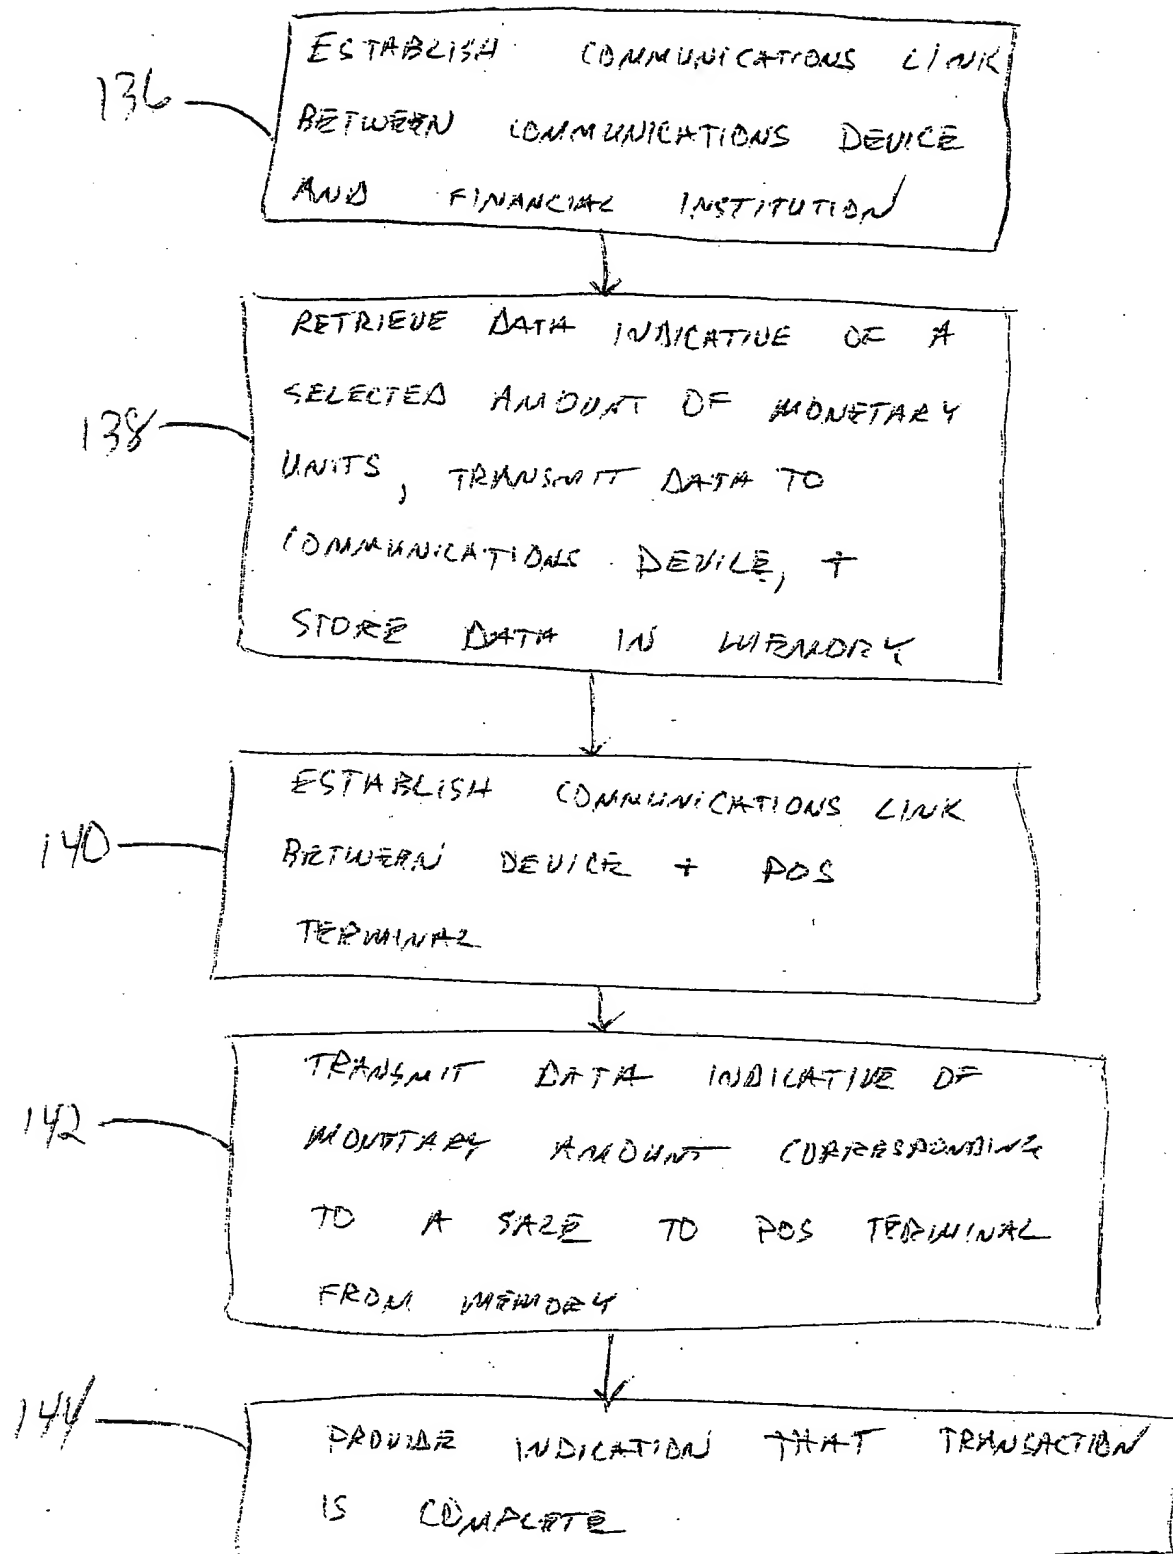 136
ESTABLISH COMMUNICATIONS LINK
BETWEEN COMMUNICATIONS DEVICE
AND FINANCIAL INSTITUTION
138
RETRIEVE DATA INDICATIVE OF A
SELECTED AMOUNT OF MONETARY
UNITS, TRANSMIT DATA TO
COMMUNICATIONS DEVICE, +
STORE DATA IN MEMORY
140
ESTABLISH COMMUNICATIONS LINK
BETWEEN DEVICE + POS
TERMINAL
142
TRANSMIT DATA INDICATIVE OF
MONETARY AMOUNT CORRESPONDING
TO A SALE TO POS TERMINAL
FROM MEMORY
144
PROVIDE INDICATION THAT TRANSACTION
IS COMPLETE